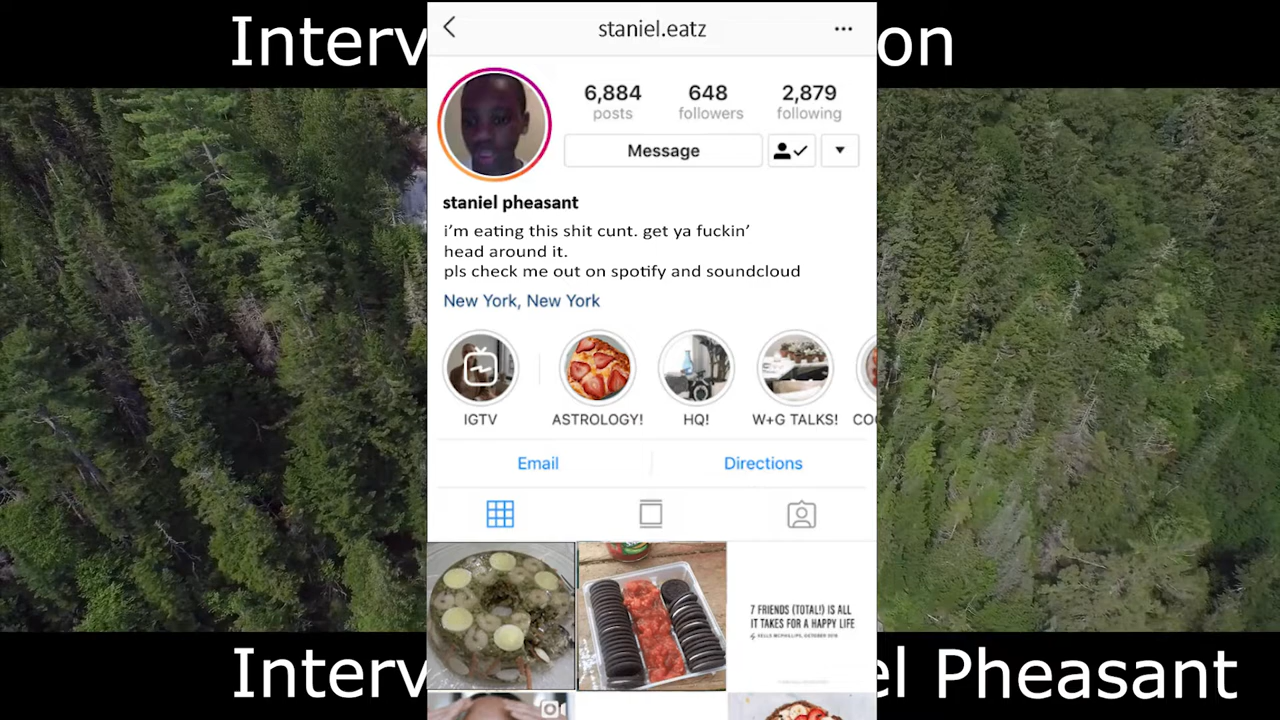 Interv
on
staniel.eatz
6,884
posts
648
followers
2,879
following
Message
staniel pheasant
i'm eating this shit cunt. get ya fuckin'
head around it.
pls check me out on spotify and soundcloud
New York, New York
IGTV
ASTROLOGY!
HQ!
W+G TALKS!
COO
Email
Directions
7 FRIENDS (TOTAL!) IS ALL
IT TAKES FOR A HAPPY LIFE
Interv
el Pheasant